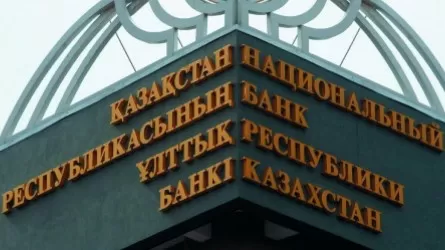 ҚАЗАҚСТАН
РЕСПУБЛИКАСЫНЫҢ
ҰЛТТЫҚ
БАНКІ
НАЦИОНАЛЬНЫЙ
БАНК
РЕСПУБЛИКИ
КАЗАХСТАН